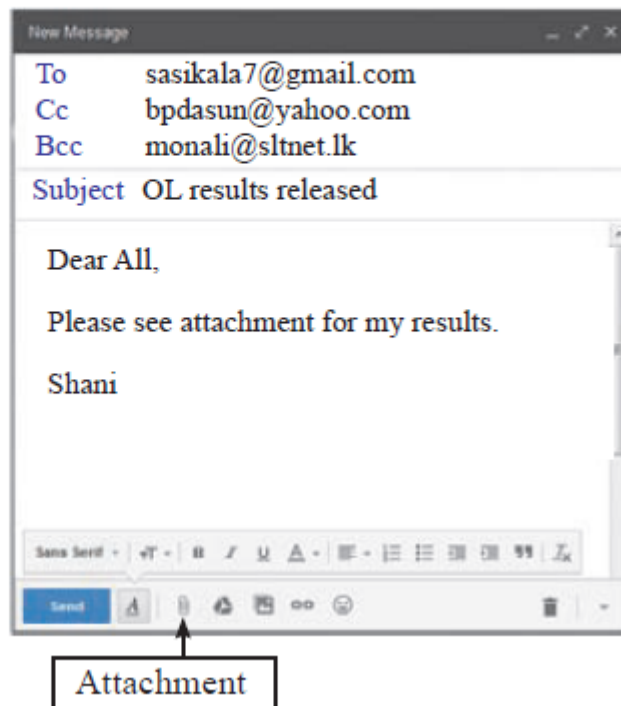 New Message
To sasikala7@gmail.com
Cc bpdasun@yahoo.com
Bcc monali@sltnet.lk
Subject OL results released
Dear All,
Please see attachment for my results.
Shani
Sans Serif T B I U A Tx
Send A
Attachment